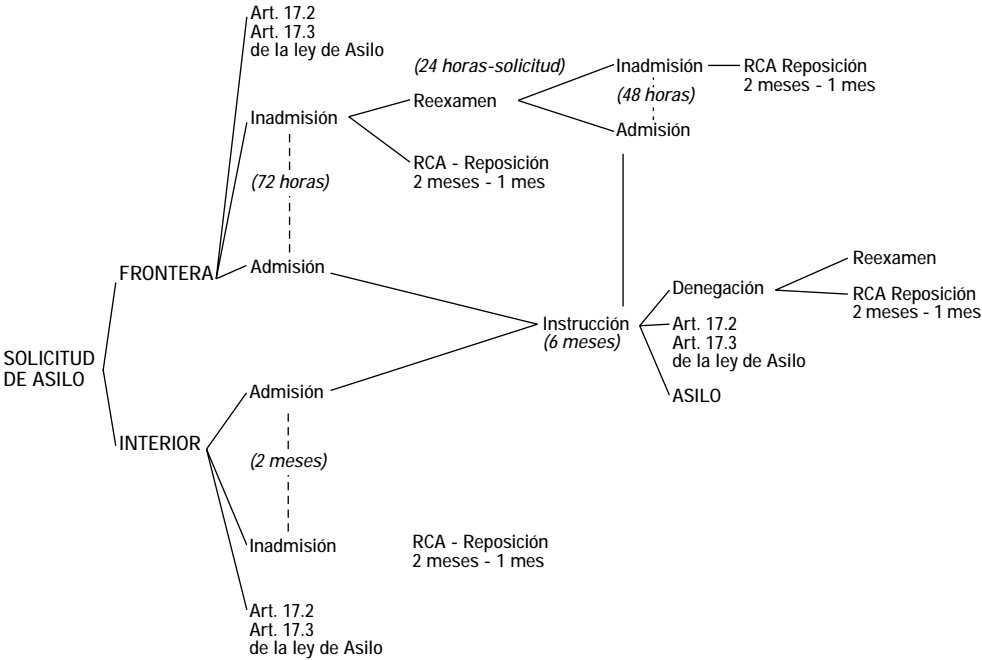 Art. 17.2
Art. 17.3
de la ley de Asilo
(24 horas-solicitud)
Inadmisión
RCA Reposición
2 meses - 1 mes
(48 horas)
Reexamen
Admisión
Inadmisión
RCA - Reposición
2 meses - 1 mes
(72 horas)
FRONTERA
Admisión
Reexamen
Denegación
RCA Reposición
2 meses - 1 mes
Instrucción
(6 meses)
Art. 17.2
Art. 17.3
de la ley de Asilo
ASILO
SOLICITUD
DE ASILO
Admisión
INTERIOR
(2 meses)
Inadmisión
RCA - Reposición
2 meses - 1 mes
Art. 17.2
Art. 17.3
de la ley de Asilo